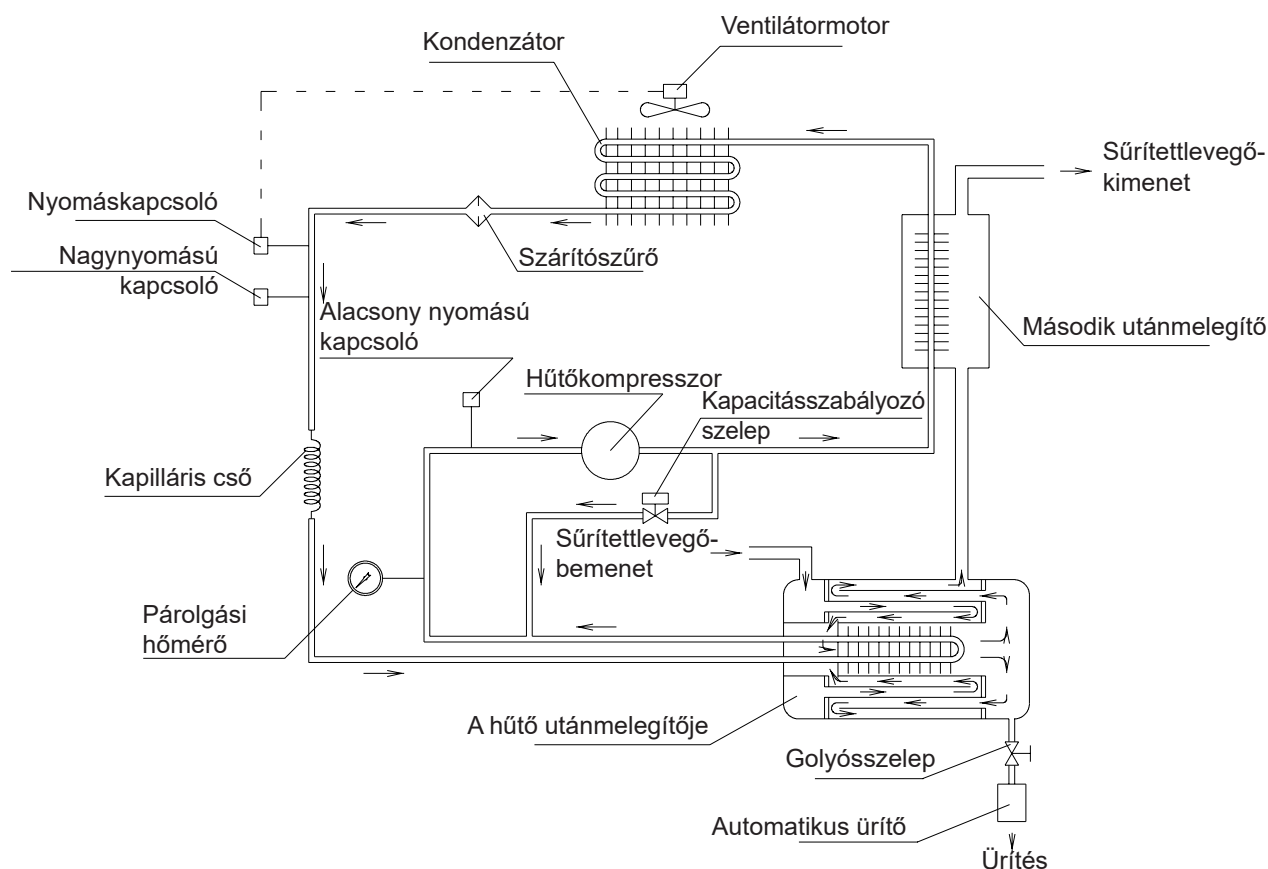 Ventilátormotor
Kondenzátor
Sűrítettlevegő-
kimenet
Nyomáskapcsoló
Nagynyomású
kapcsoló
Szárítószűrő
Alacsony nyomású
kapcsoló
Második utánmelegítő
Hűtőkompresszor
Kapacitásszabályozó
szelep
Kapilláris cső
Sűrítettlevegő-
bemenet
Párolgási
hőmérő
A hűtő utánmelegítője
Golyósszelep
Automatikus ürítő
Ürítés